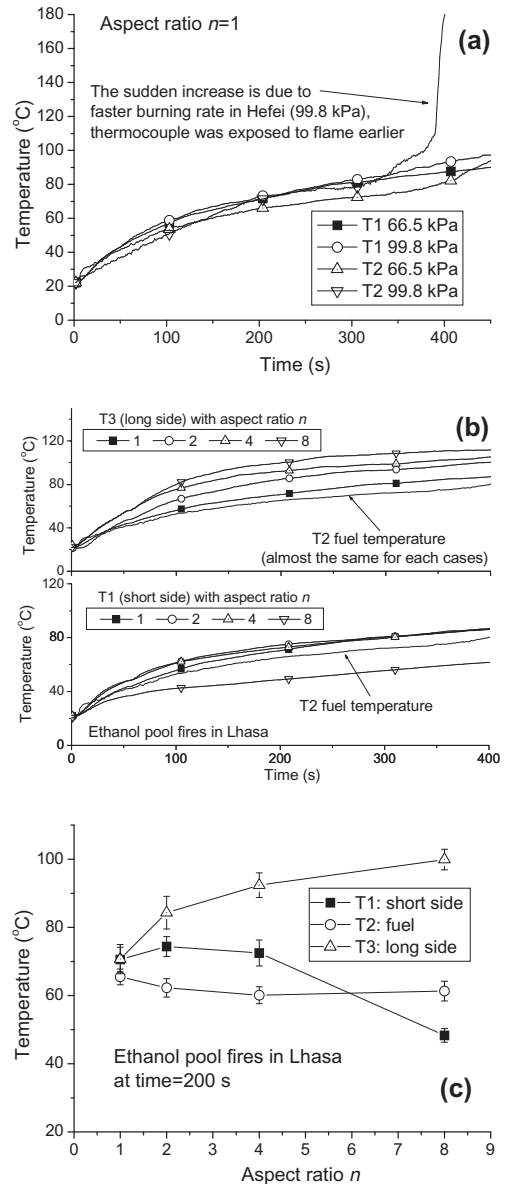 Aspect ratio n=1
(a)
The sudden increase is due to
faster burning rate in Hefei (99.8 kPa),
thermocouple was exposed to flame earlier
T1 66.5 kPa
T1 99.8 kPa
T2 66.5 kPa
T2 99.8 kPa
Temperature (°C)
180
160
140
120
100
80
60
40
20
0
0 100 200 300 400
Time (s)
(b)
T3 (long side) with aspect ratio n
1 2 4 8
T2 fuel temperature
(almost the same for each cases)
Temperature (°C)
120
80
40
0
T1 (short side) with aspect ratio n
1 2 4 8
T2 fuel temperature
Ethanol pool fires in Lhasa
Temperature (°C)
120
80
40
0
0 100 200 300 400
Time (s)
T1: short side
T2: fuel
T3: long side
Ethanol pool fires in Lhasa
at time=200 s
(c)
Temperature (°C)
100
80
60
40
20
0 1 2 3 4 5 6 7 8 9
Aspect ratio n